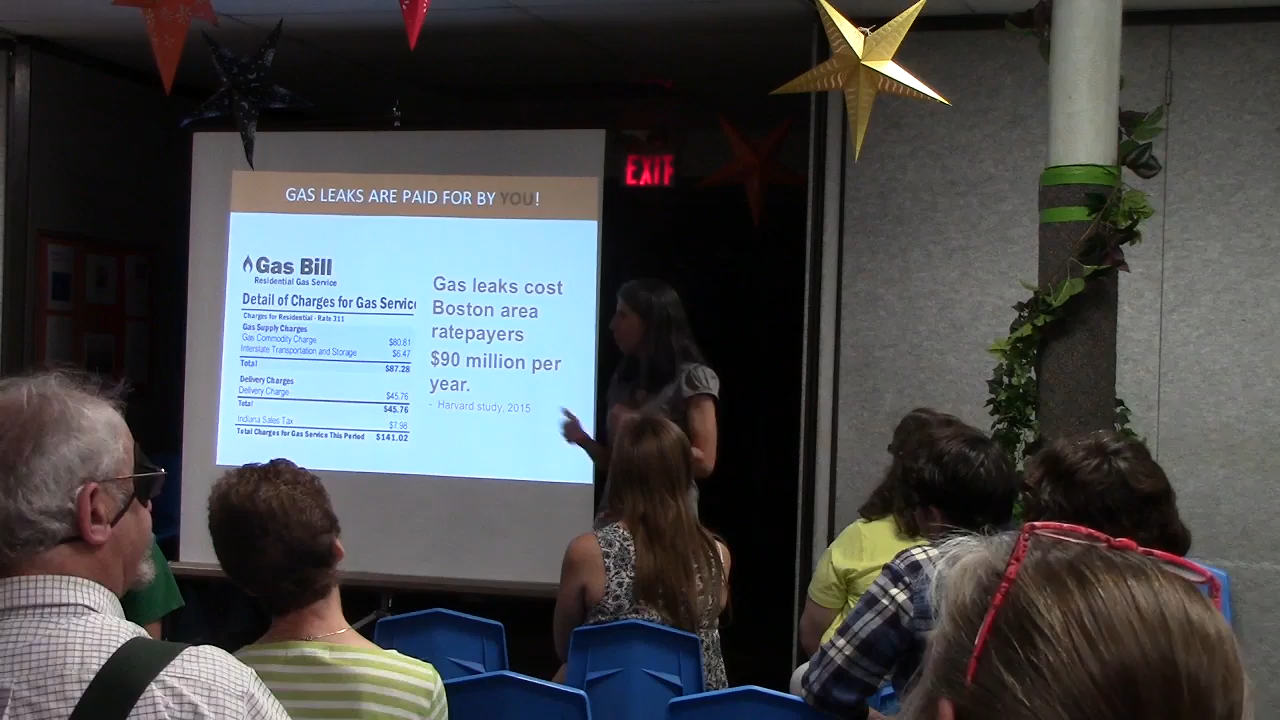 EXIT
GAS LEAKS ARE PAID FOR BY YOU!
Gas Bill
Residential Gas Service
Detail of Charges for Gas Service
Charges for Residential - Rate 311
Gas Supply Charges
Gas Commodity Charge $80.81
Interstate Transportation and Storage $6.47
Total $87.28
Delivery Charges
Delivery Charge $45.76
Total $45.76
Indiana Sales Tax $7.98
Total Charges for Gas Service This Period $141.02
Gas leaks cost
Boston area
ratepayers
$90 million per
year.
- Harvard study, 2015